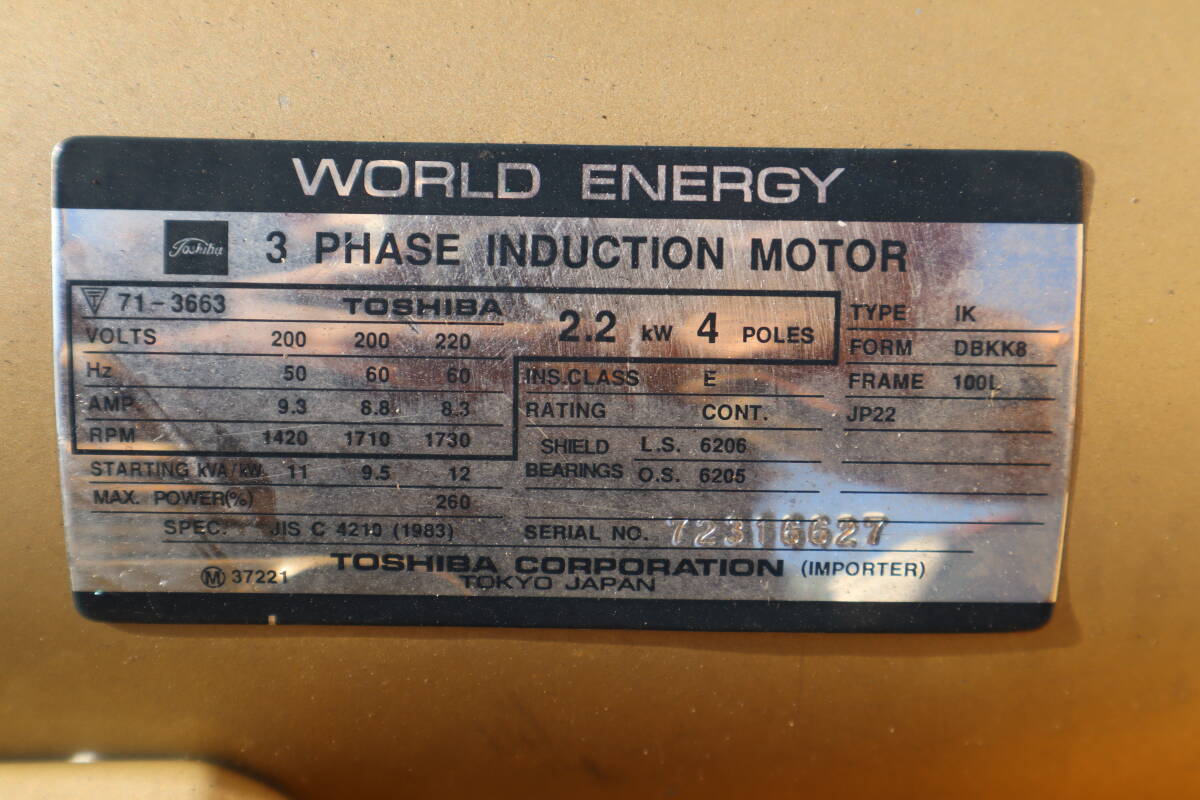 WORLD ENERGY
Toshiba 3 PHASE INDUCTION MOTOR
T 71-3663 TOSHIBA
2.2 kW 4 POLES
VOLTS 200 200 220
Hz 50 60 60
AMP 9.3 8.8 8.3
RPM 1420 1710 1730
STARTING kVA/kW 11 9.5 12
MAX. POWER(%) 260
SPEC. JIS C 4210 (1983)
INS.CLASS E
RATING CONT.
SHIELD BEARINGS L.S. 6206
O.S. 6205
TYPE IK
FORM DBKK8
FRAME 100L
JP22
SERIAL NO. 72316627
M 37221 TOSHIBA CORPORATION (IMPORTER)
TOKYO JAPAN